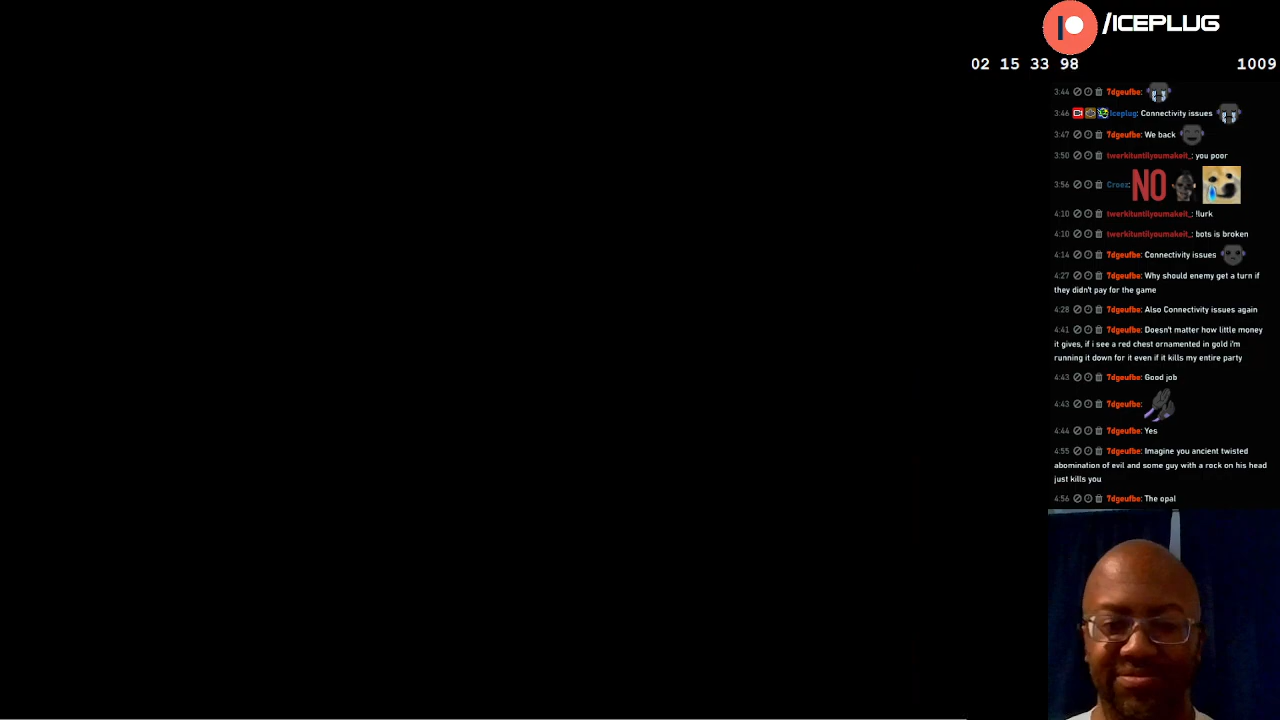 /ICEPLUG
02 15 33 98
1009
3:44 7dgeufbe:
3:46 Iceplug: Connectivity issues
3:47 7dgeufbe: We back
3:50 twerkituntilyoumakeit_: you poor
3:56 Croez: NO
4:10 twerkituntilyoumakeit_: !lurk
4:10 twerkituntilyoumakeit_: bots is broken
4:14 7dgeufbe: Connectivity issues
4:27 7dgeufbe: Why should enemy get a turn if
they didn't pay for the game
4:28 7dgeufbe: Also Connectivity issues again
4:41 7dgeufbe: Doesn't matter how little money
it gives, if i see a red chest ornamented in gold i'm
running it down for it even if it kills my entire party
4:43 7dgeufbe: Good job
4:43 7dgeufbe:
4:44 7dgeufbe: Yes
4:55 7dgeufbe: Imagine you ancient twisted
abomination of evil and some guy with a rock on his head
just kills you
4:56 7dgeufbe: The opal